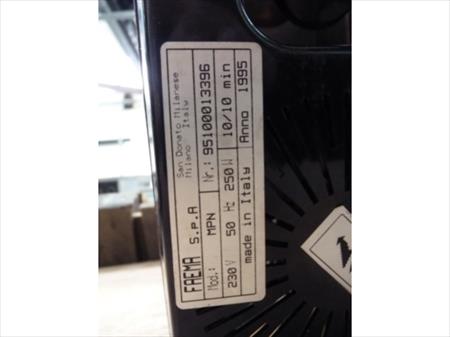 FAEMA S.p.A
San Donato Milanese
Milano Italy
Mod.: MPN Nr.: 95100013396
230 V 50 Hz 250 W 10/10 min
made in Italy Anno 1995